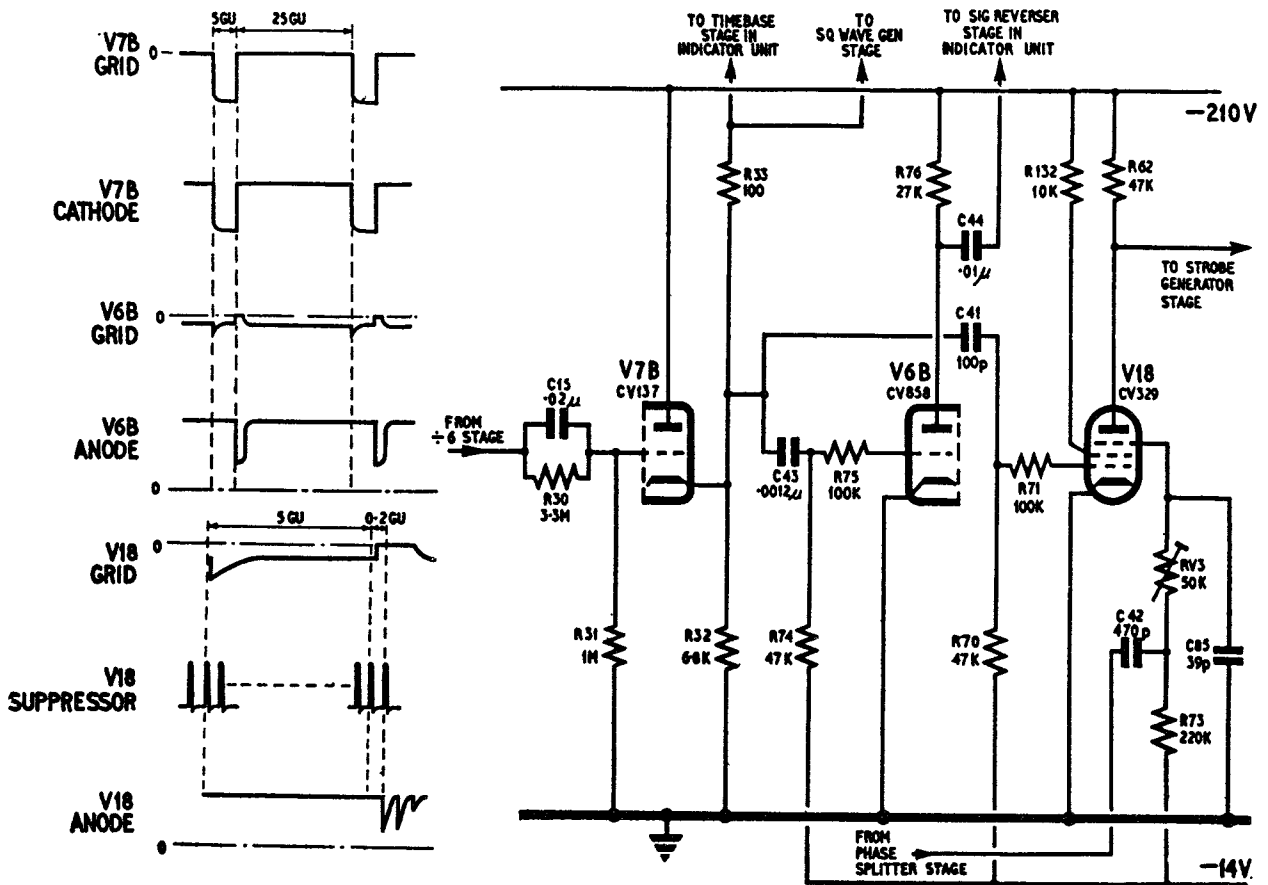 5GU
25GU
V7B
GRID
0
V7B
CATHODE
V6B
GRID
0
V6B
ANODE
0
5 GU
0-2GU
V18
GRID
0
V18
SUPPRESSOR
V18
ANODE
0
TO TIMEBASE
STAGE IN
INDICATOR UNIT
TO
SQ WAVE GEN
STAGE
TO SIG REVERSER
STAGE IN
INDICATOR UNIT
—210V
R33
100
R76
27K
R132
10K
R62
47K
C44
·01μ
TO STROBE
GENERATOR
STAGE
C41
100p
V7B
CV137
V6B
CV858
V18
CV329
C15
·02μ
FROM
÷6 STAGE
R30
3·3M
C43
·0012μ
R75
100K
R71
100K
RV3
50K
R31
1M
R32
6·8K
R74
47K
R70
47K
C42
470p
C85
39p
R73
220K
FROM
PHASE
SPLITTER STAGE
—14V.